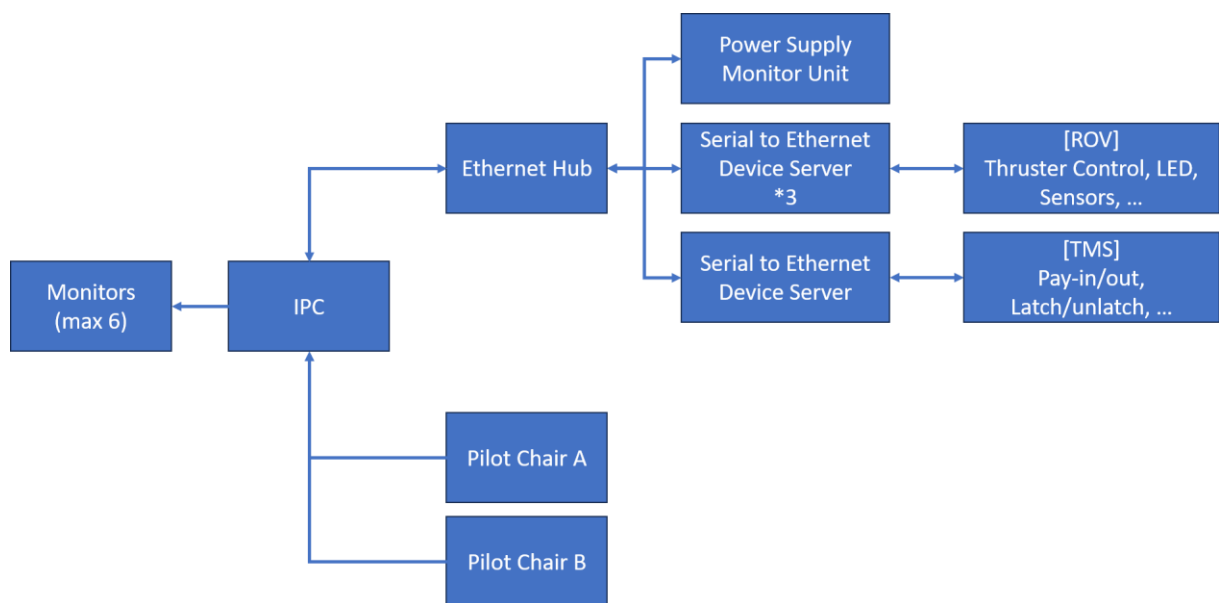 Power Supply
Monitor Unit
Ethernet Hub
Serial to Ethernet
Device Server
*3
[ROV]
Thruster Control, LED,
Sensors, ...
Monitors
(max 6)
IPC
Serial to Ethernet
Device Server
[TMS]
Pay-in/out,
Latch/unlatch, ...
Pilot Chair A
Pilot Chair B